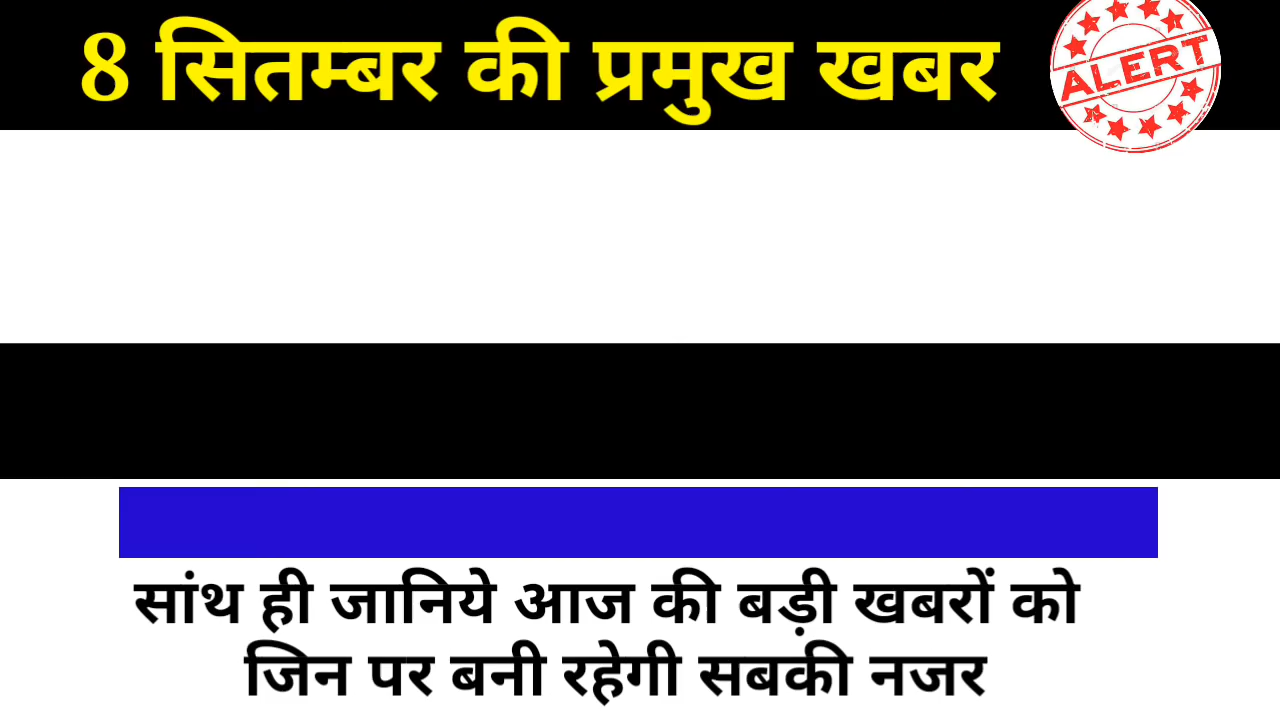 8 सितम्बर की प्रमुख खबर
ALERT
सांथ ही जानिये आज की बड़ी खबरों को
जिन पर बनी रहेगी सबकी नजर